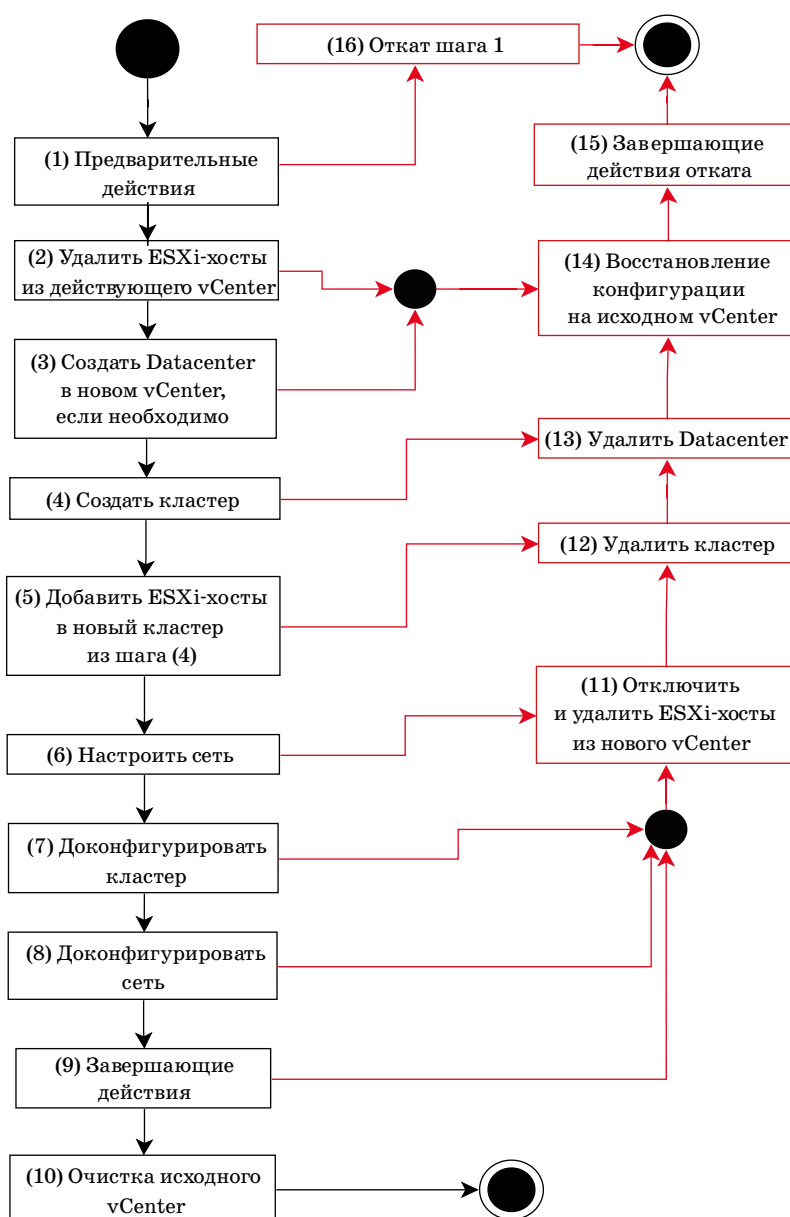 (16) Откат шага 1
(1) Предварительные
действия
(15) Завершающие
действия отката
(2) Удалить ESXi-хосты
из действующего vCenter
(14) Восстановление
конфигурации
на исходном vCenter
(3) Создать Datacenter
в новом vCenter,
если необходимо
(13) Удалить Datacenter
(4) Создать кластер
(12) Удалить кластер
(5) Добавить ESXi-хосты
в новый кластер
из шага (4)
(11) Отключить
и удалить ESXi-хосты
из нового vCenter
(6) Настроить сеть
(7) Доконфигурировать
кластер
(8) Доконфигурировать
сеть
(9) Завершающие
действия
(10) Очистка исходного
vCenter